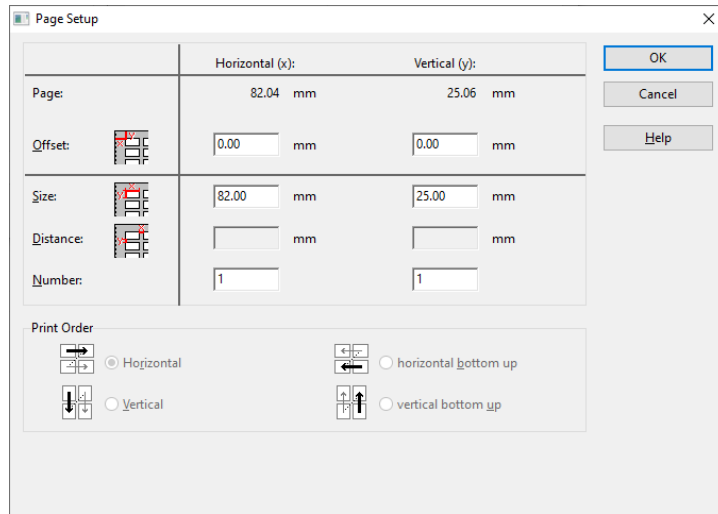 Page Setup
Horizontal (x): Vertical (y):
Page: 82.04 mm 25.06 mm
Offset: 0.00 mm 0.00 mm
Size: 82.00 mm 25.00 mm
Distance: mm mm
Number: 1 1
OK
Cancel
Help
Print Order
Horizontal horizontal bottom up
Vertical vertical bottom up